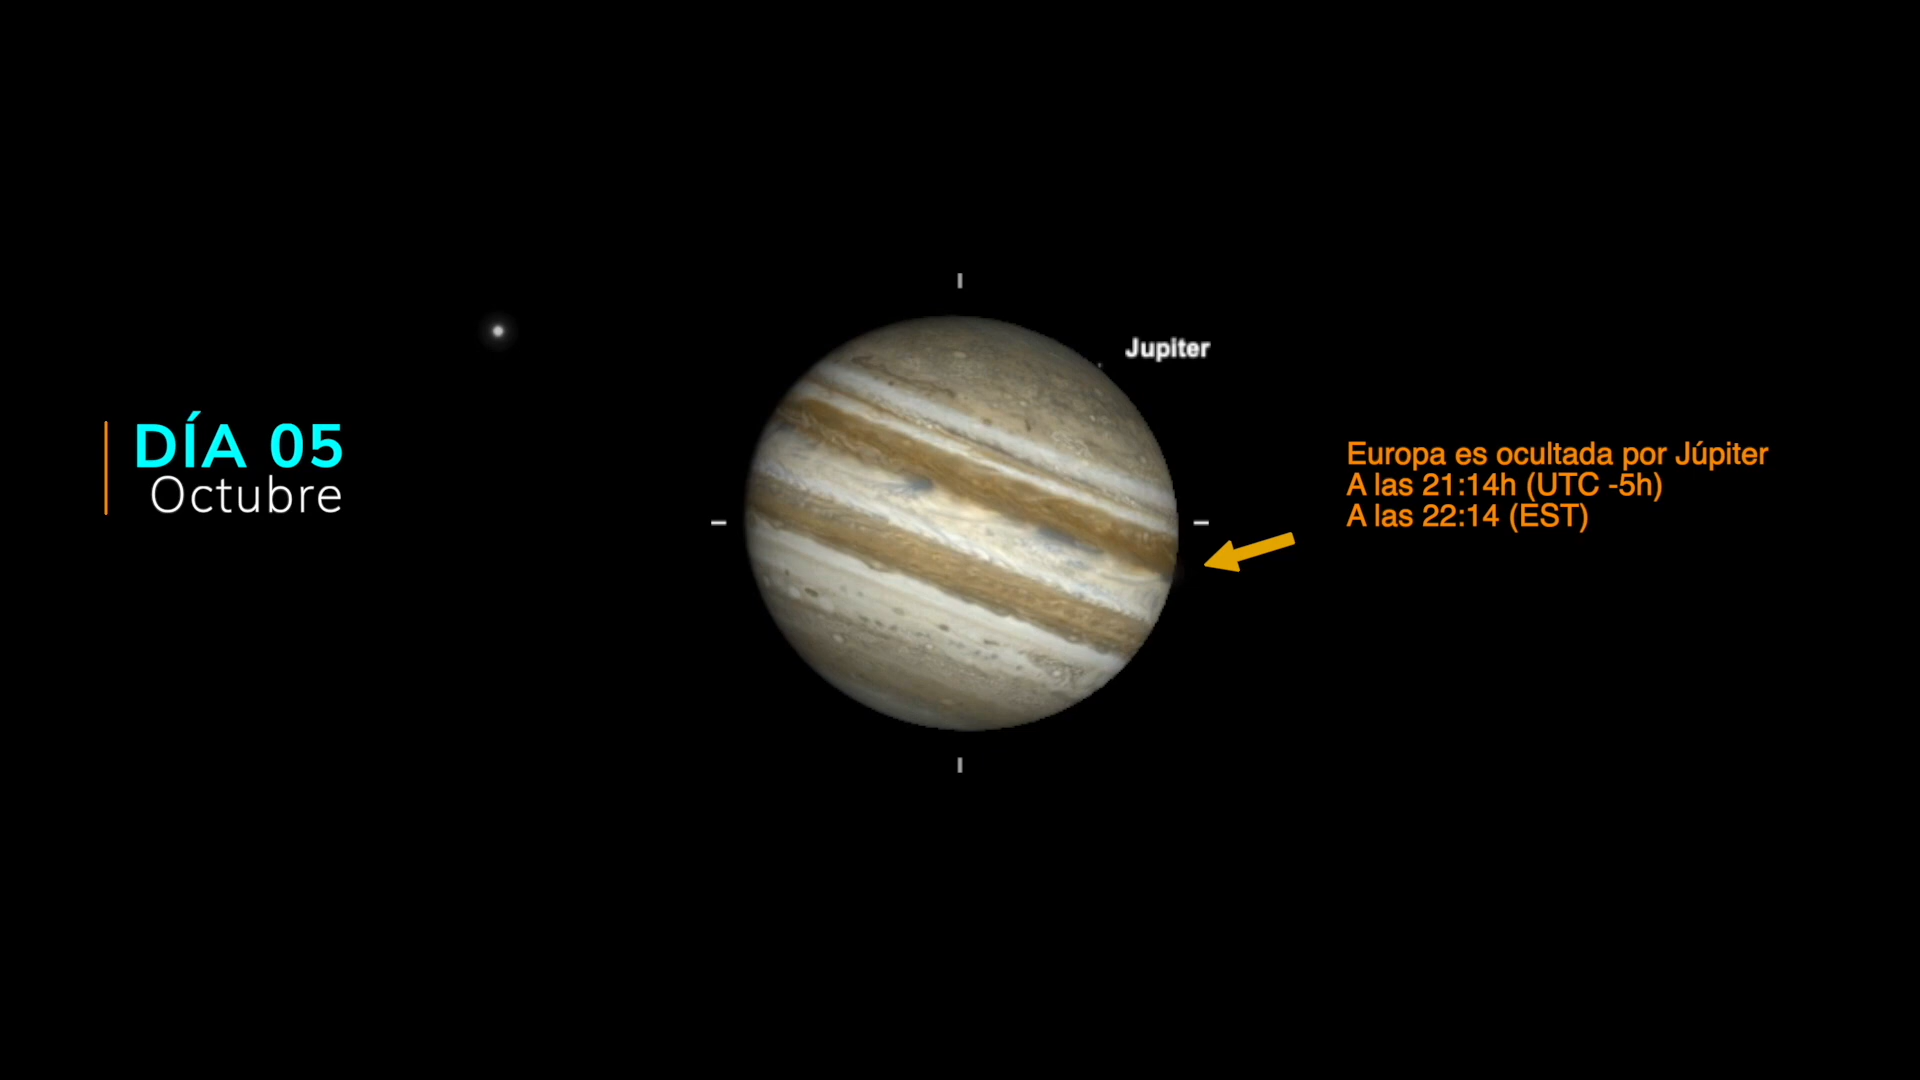 DÍA 05
Octubre
Jupiter
Europa es ocultada por Júpiter
A las 21:14h (UTC -5h)
A las 22:14 (EST)